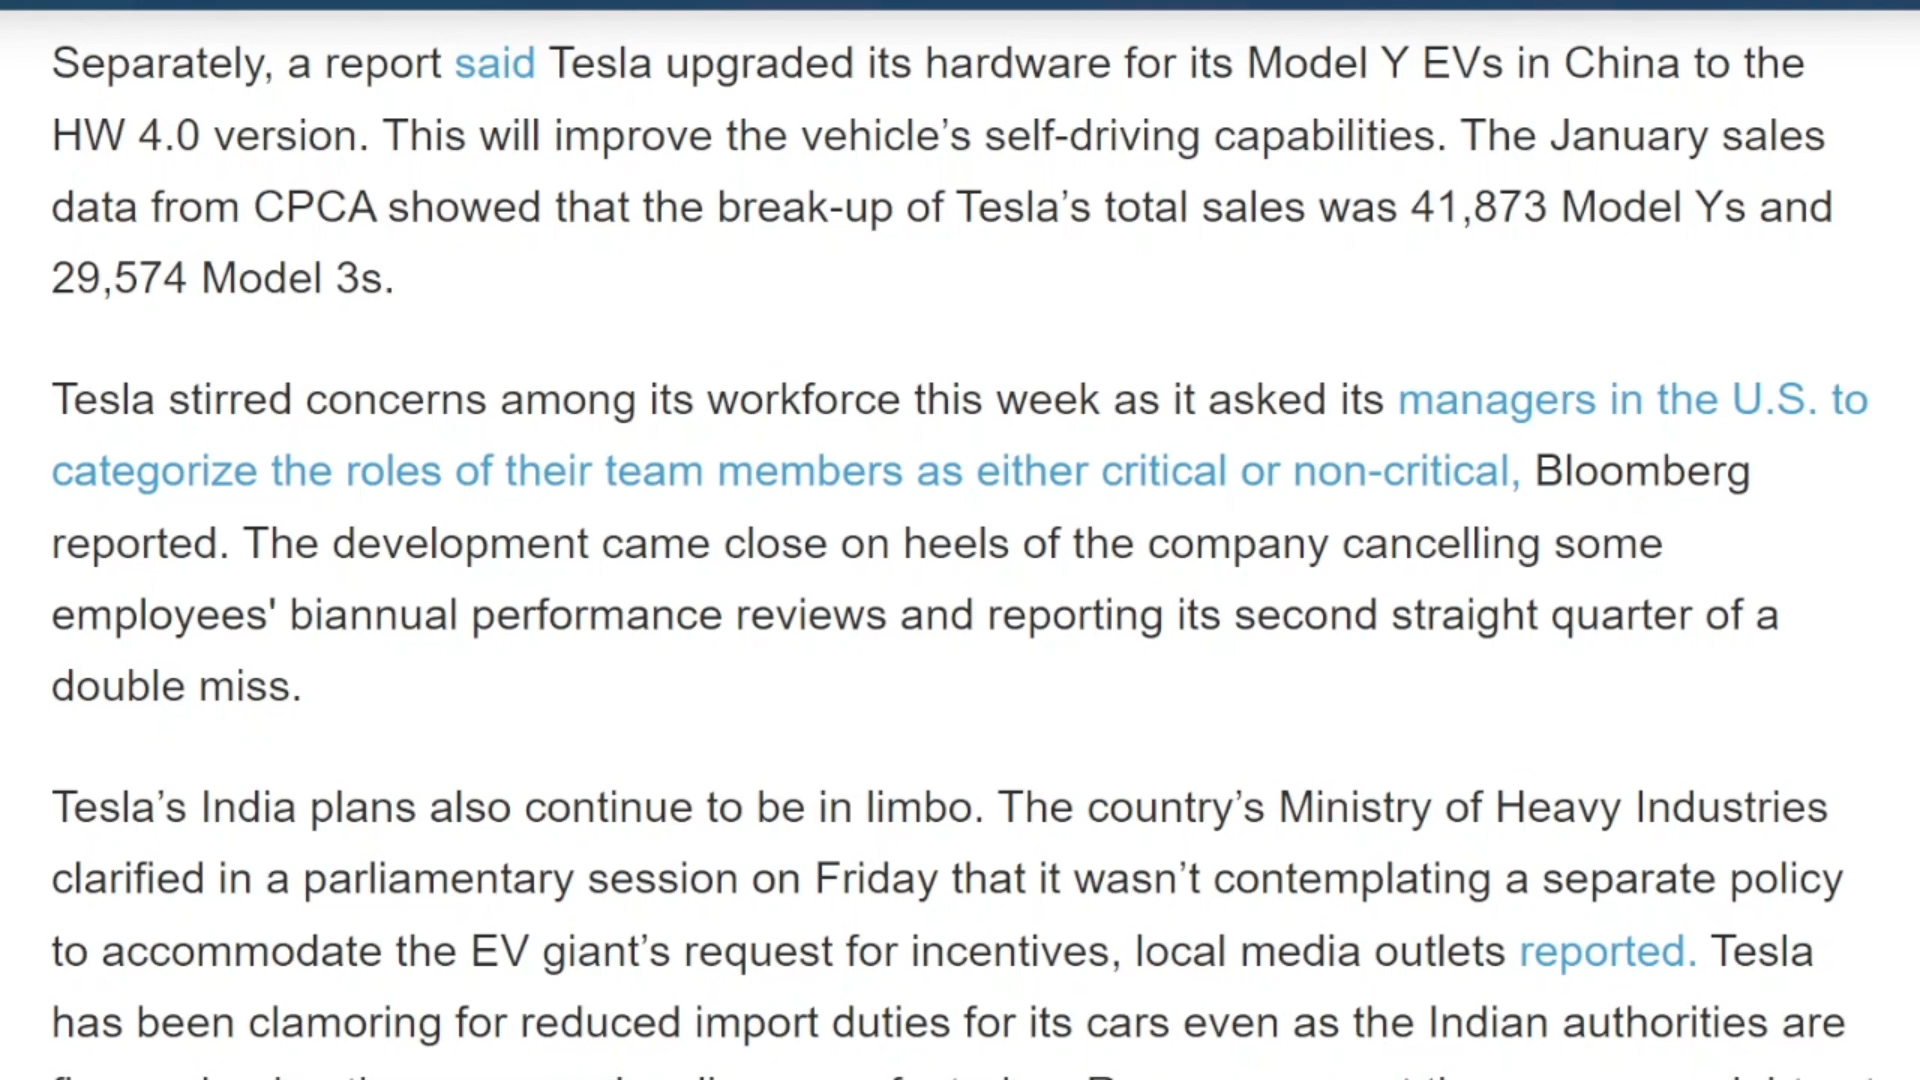 Separately, a report said Tesla upgraded its hardware for its Model Y EVs in China to the
HW 4.0 version. This will improve the vehicle’s self-driving capabilities. The January sales
data from CPCA showed that the break-up of Tesla’s total sales was 41,873 Model Ys and
29,574 Model 3s.
Tesla stirred concerns among its workforce this week as it asked its managers in the U.S. to
categorize the roles of their team members as either critical or non-critical, Bloomberg
reported. The development came close on heels of the company cancelling some
employees' biannual performance reviews and reporting its second straight quarter of a
double miss.
Tesla’s India plans also continue to be in limbo. The country’s Ministry of Heavy Industries
clarified in a parliamentary session on Friday that it wasn’t contemplating a separate policy
to accommodate the EV giant’s request for incentives, local media outlets reported. Tesla
has been clamoring for reduced import duties for its cars even as the Indian authorities are